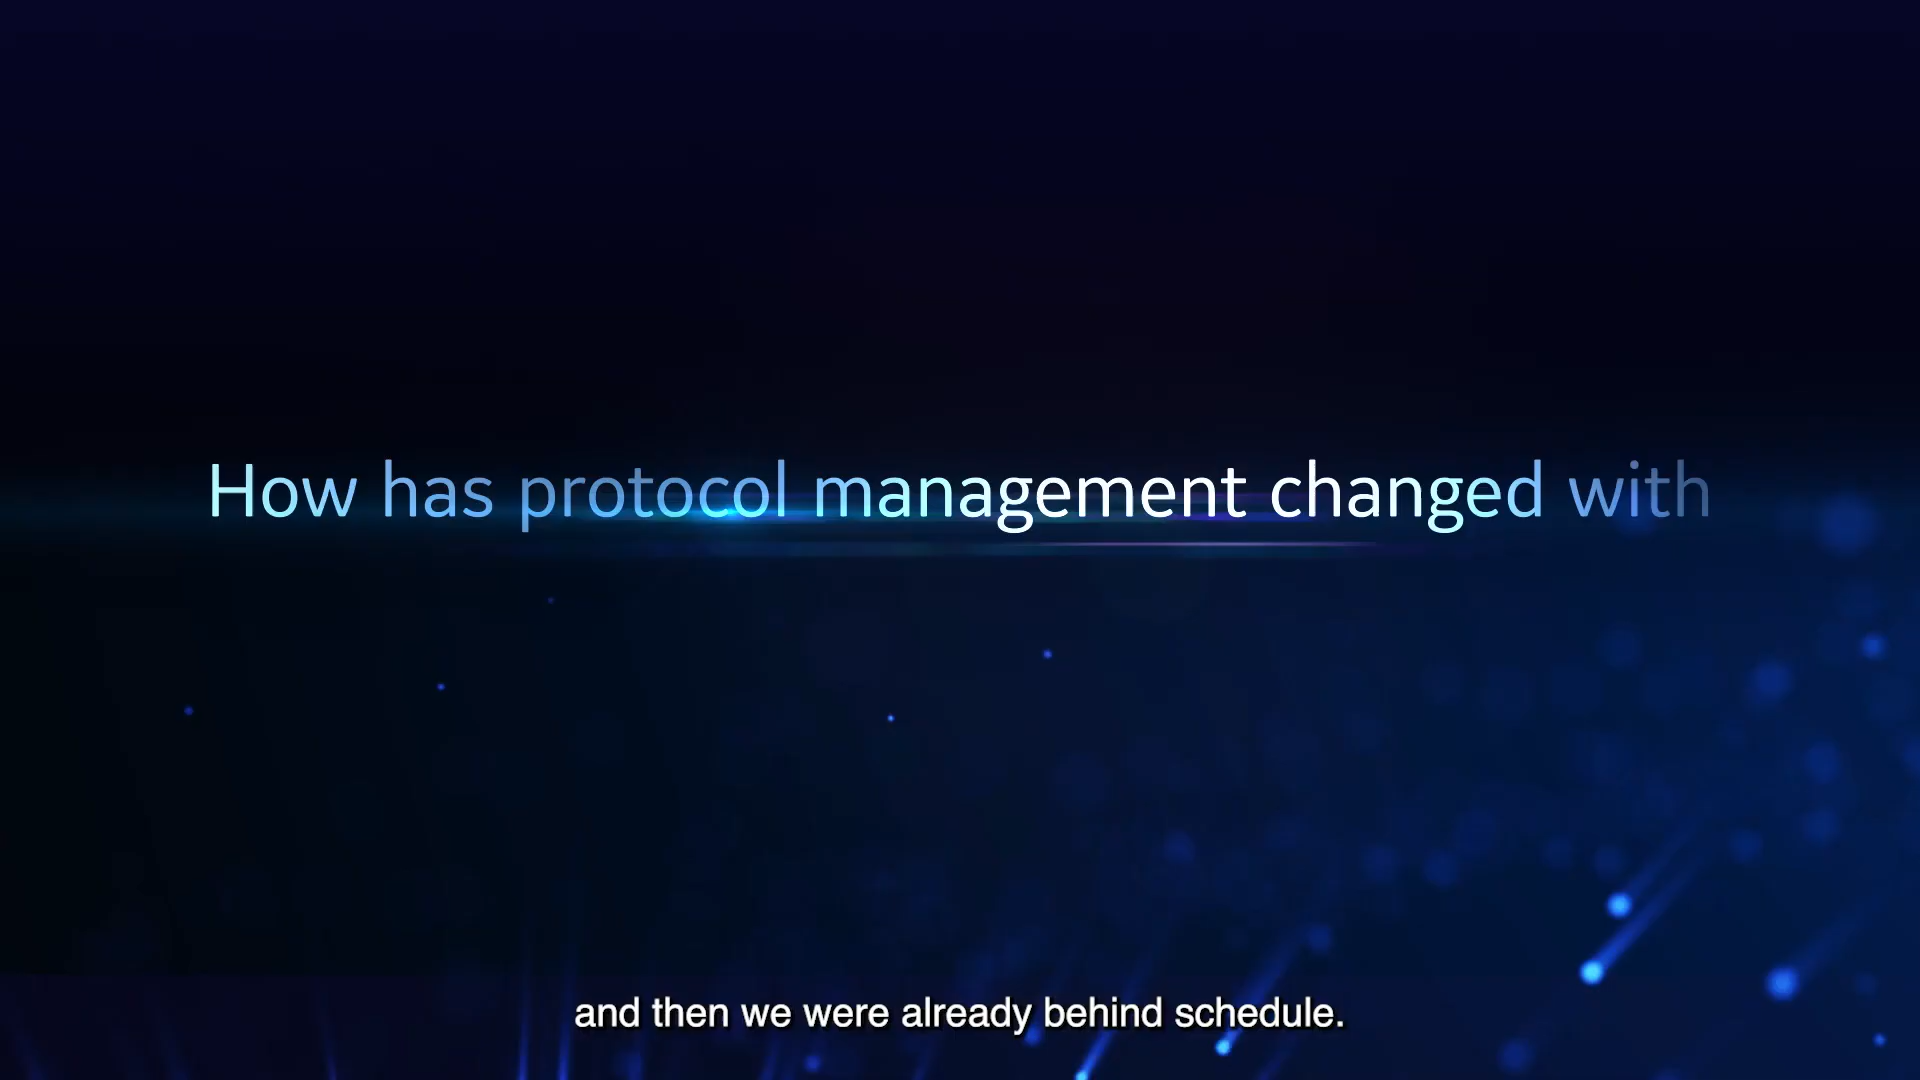 How has protocol management changed with
and then we were already behind schedule.